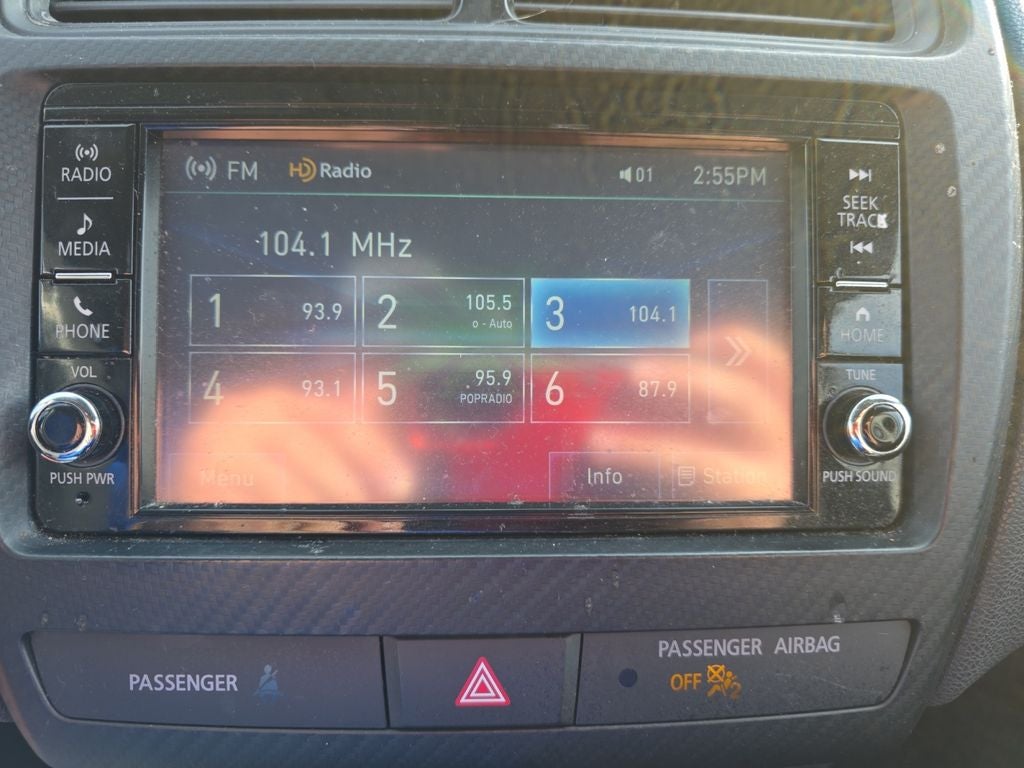 RADIO
MEDIA
PHONE
VOL
PUSH PWR
FM HD Radio 01 2:55PM
104.1 MHz
1 93.9
2 105.5
o - Auto
3 104.1
4 93.1
5 95.9
POPRADIO
6 87.9
Menu Info Station
SEEK
TRACK
HOME
TUNE
PUSH SOUND
PASSENGER
PASSENGER AIRBAG
OFF 2